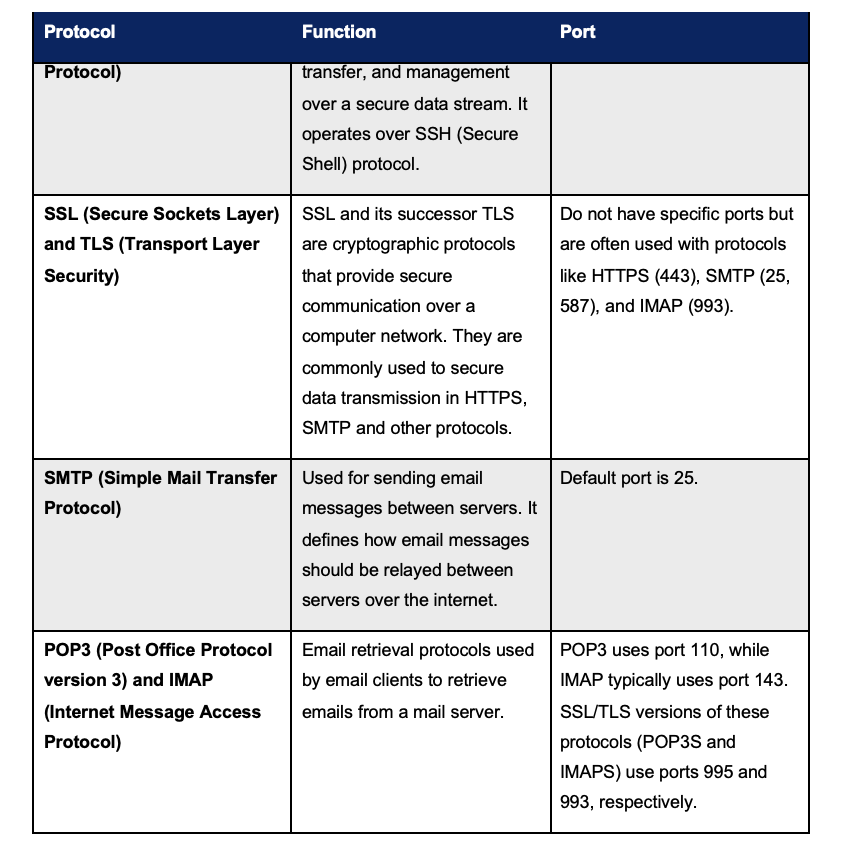 Protocol
Function
Port
Protocol)
transfer, and management
over a secure data stream. It
operates over SSH (Secure
Shell) protocol.
SSL (Secure Sockets Layer)
and TLS (Transport Layer
Security)
SSL and its successor TLS
are cryptographic protocols
that provide secure
communication over a
computer network. They are
commonly used to secure
data transmission in HTTPS,
SMTP and other protocols.
Do not have specific ports but
are often used with protocols
like HTTPS (443), SMTP (25,
587), and IMAP (993).
SMTP (Simple Mail Transfer
Protocol)
Used for sending email
messages between servers. It
defines how email messages
should be relayed between
servers over the internet.
Default port is 25.
POP3 (Post Office Protocol
version 3) and IMAP
(Internet Message Access
Protocol)
Email retrieval protocols used
by email clients to retrieve
emails from a mail server.
POP3 uses port 110, while
IMAP typically uses port 143.
SSL/TLS versions of these
protocols (POP3S and
IMAPS) use ports 995 and
993, respectively.